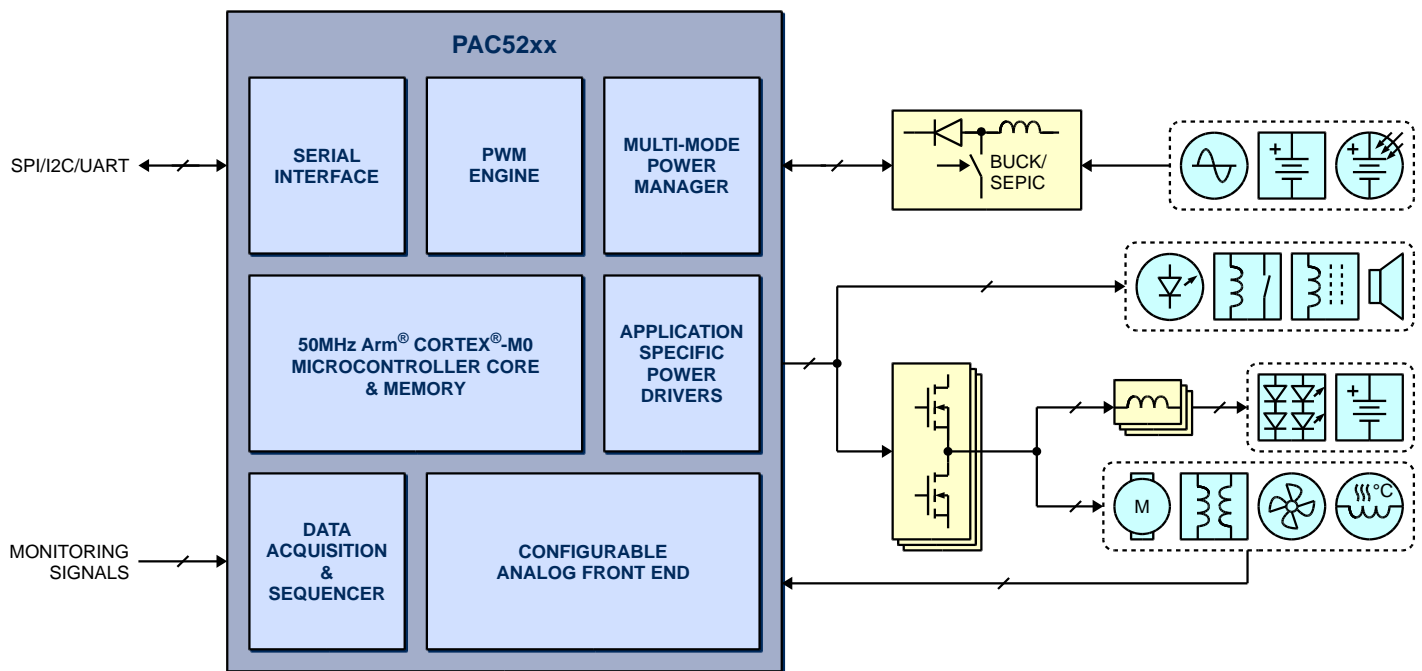 PAC52xx
SPI/I2C/UART
SERIAL
INTERFACE
PWM
ENGINE
MULTI-MODE
POWER
MANAGER
BUCK/
SEPIC
+
+
50MHz Arm® CORTEX®-M0
MICROCONTROLLER CORE
& MEMORY
APPLICATION
SPECIFIC
POWER
DRIVERS
+
MONITORING
SIGNALS
DATA
ACQUISITION
&
SEQUENCER
CONFIGURABLE
ANALOG FRONT END
M
°C